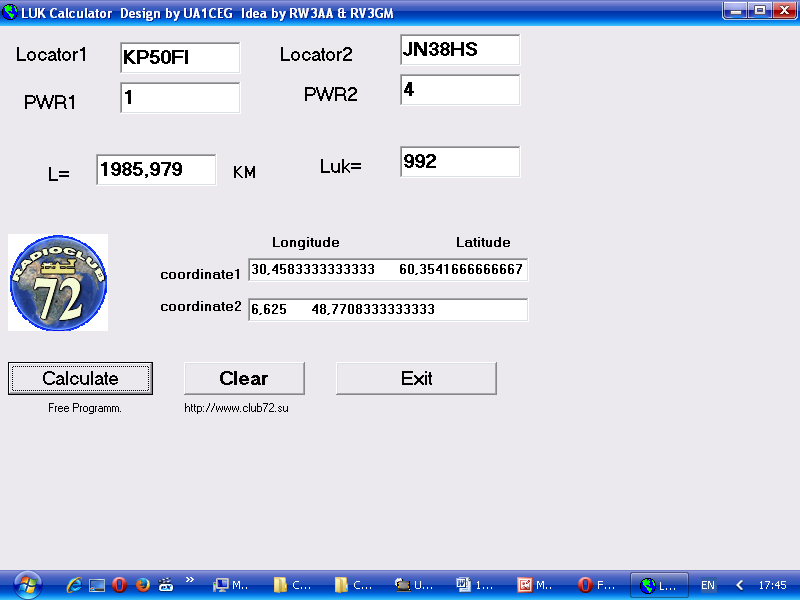 LUK Calculator Design by UA1CEG Idea by RW3AA & RV3GM
Locator1 KP50FI Locator2 JN38HS
PWR1 1 PWR2 4
L= 1985,979 KM Luk= 992
Longitude Latitude
RADIOCLUB
72
coordinate1 30,4583333333333 60,3541666666667
coordinate2 6,625 48,7708333333333
Calculate Clear Exit
Free Programm. http://www.club72.su
» M.. C... C... U... 1... M.. F... L... EN 17:45